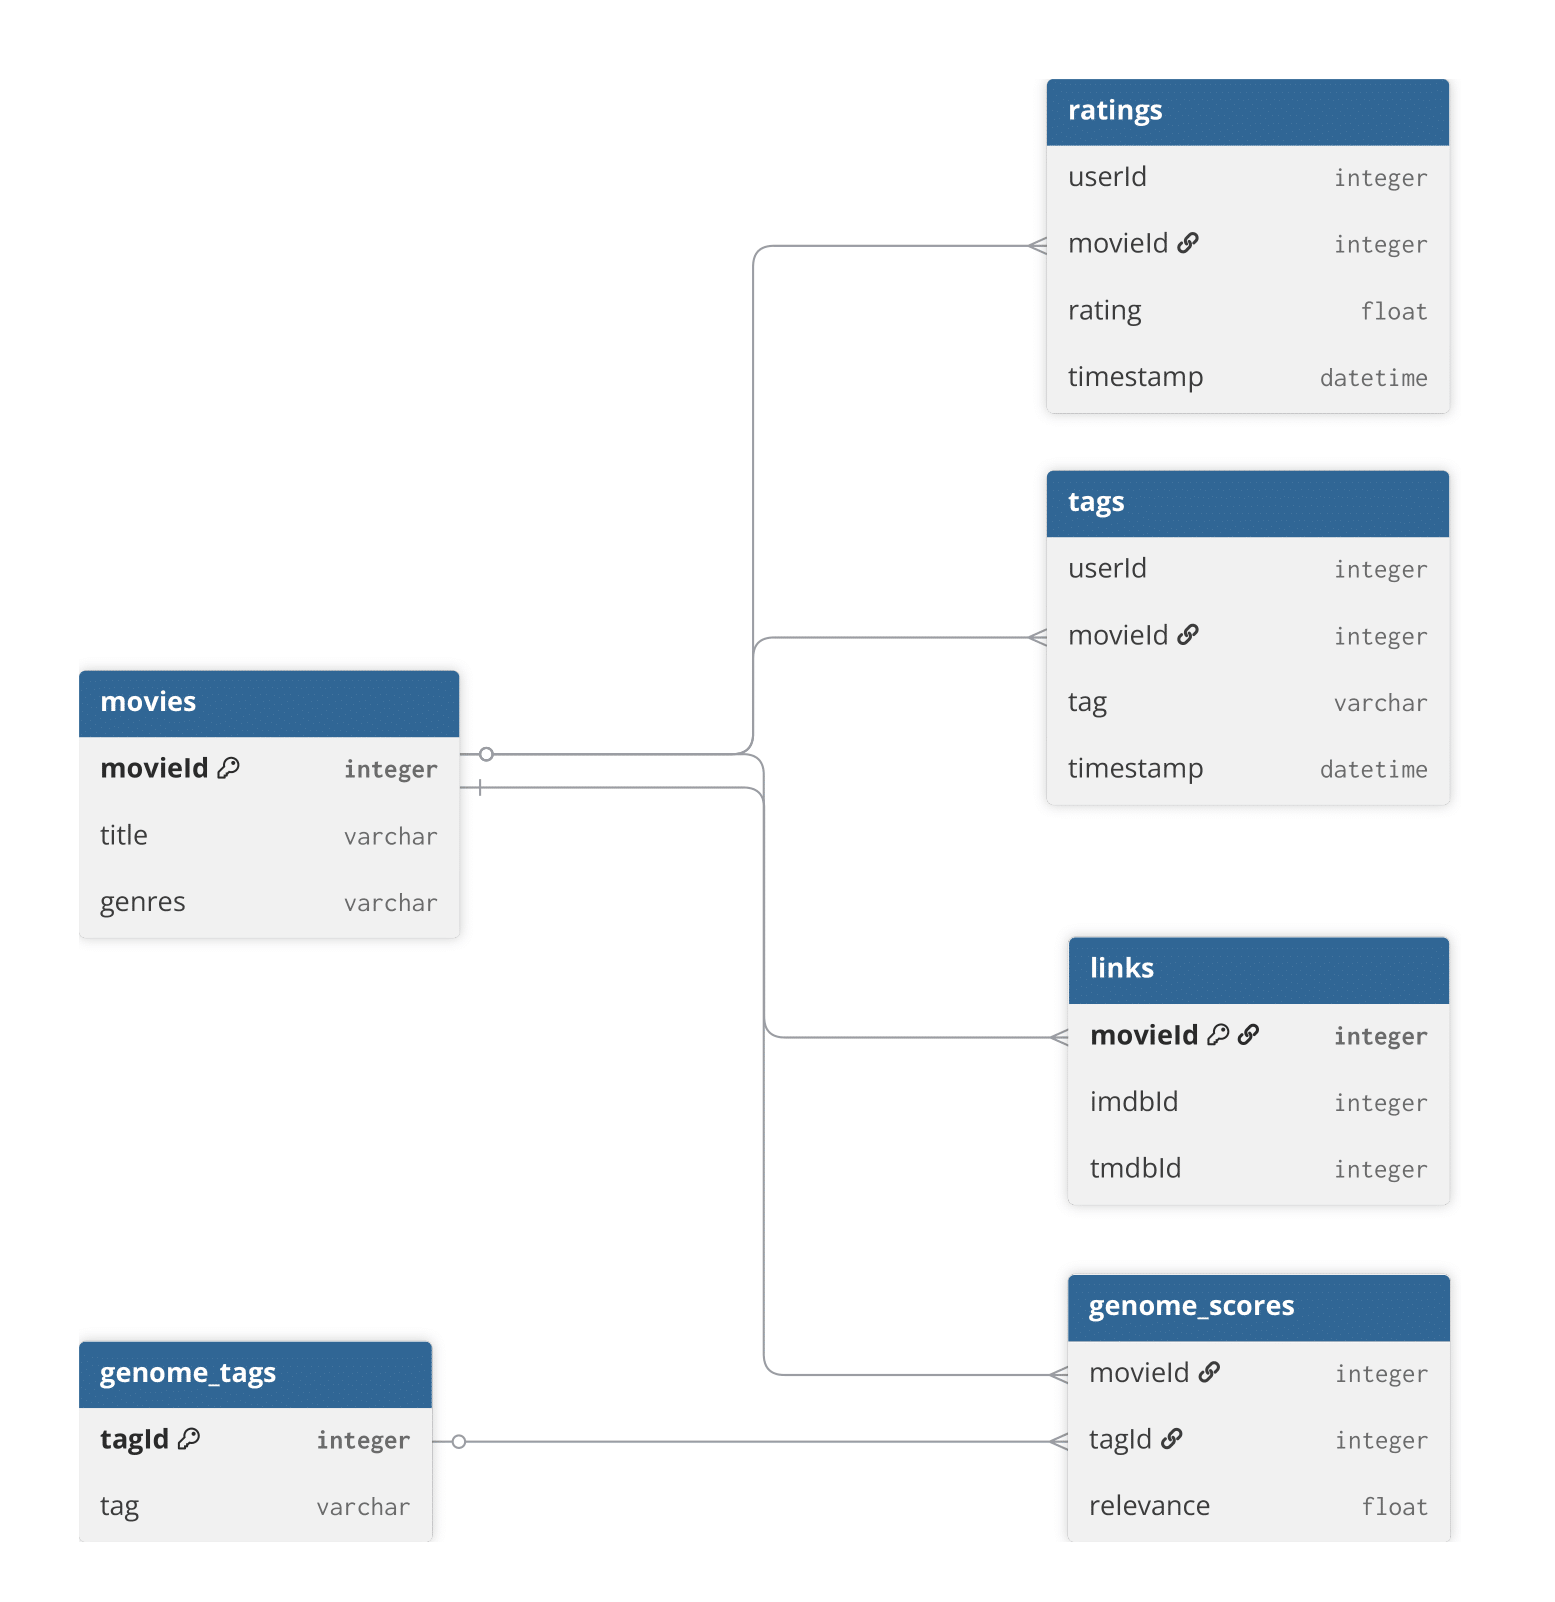 ratings
userId integer
movieId integer
rating float
timestamp datetime
tags
userId integer
movieId integer
tag varchar
timestamp datetime
movies
movieId integer
title varchar
genres varchar
links
movieId integer
imdbId integer
tmdbId integer
genome_scores
movieId integer
tagId integer
relevance float
genome_tags
tagId integer
tag varchar